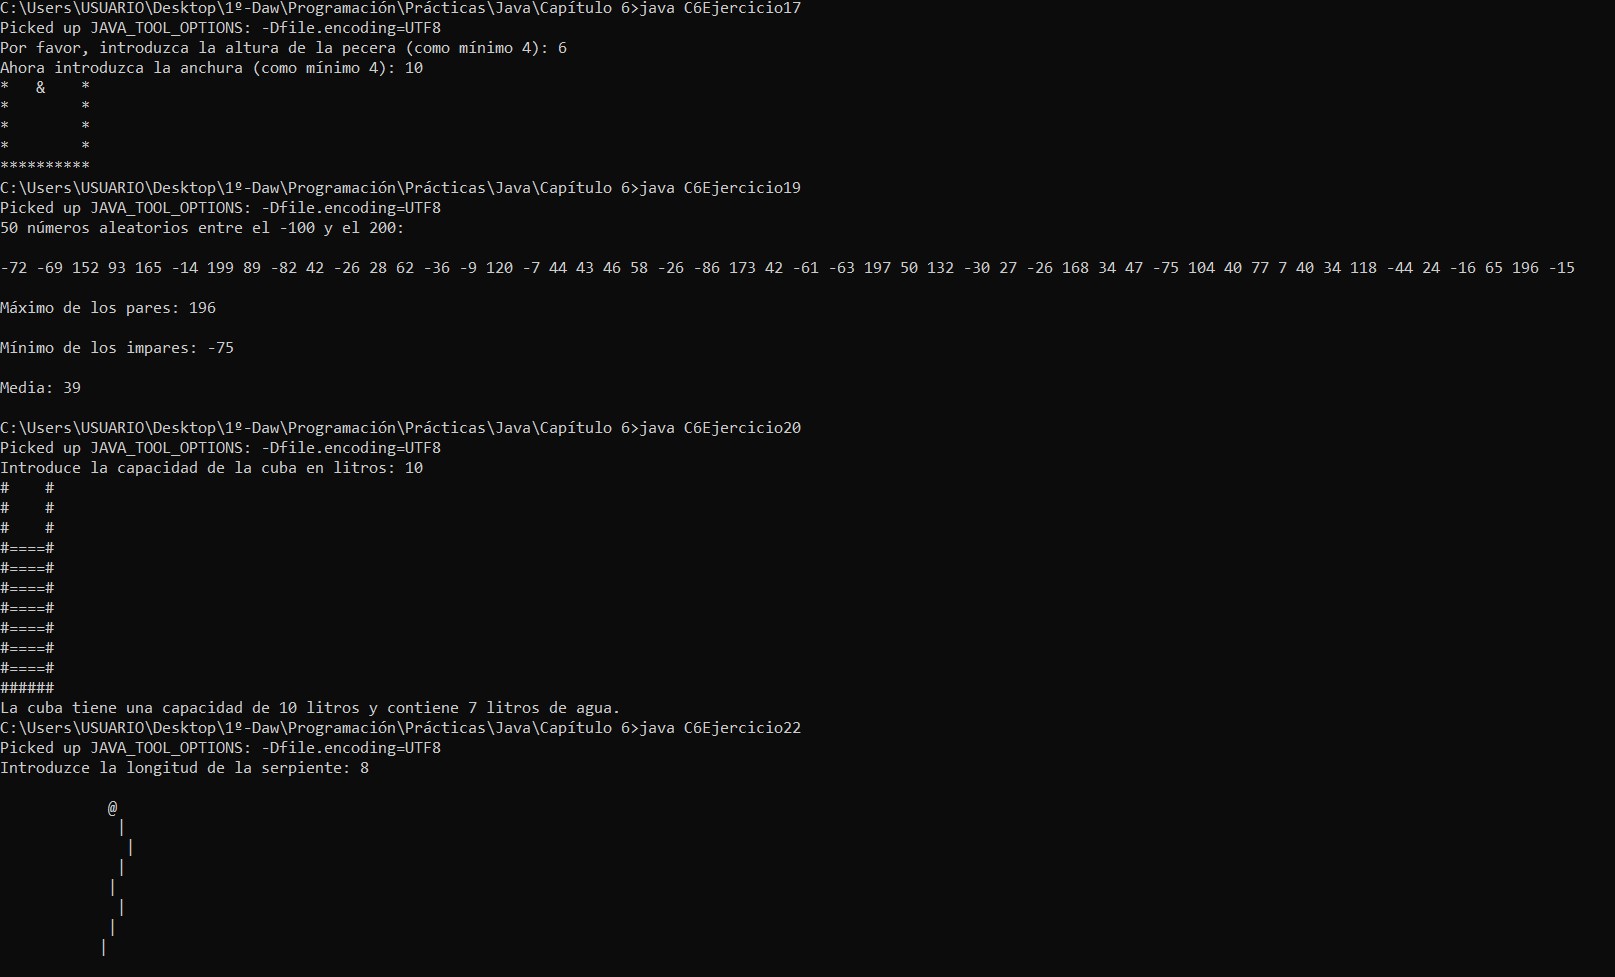 C:\Users\USUARIO\Desktop\1º-Daw\Programación\Prácticas\Java\Capítulo 6>java C6Ejercicio17
Picked up JAVA_TOOL_OPTIONS: -Dfile.encoding=UTF8
Por favor, introduzca la altura de la pecera (como mínimo 4): 6
Ahora introduzca la anchura (como mínimo 4): 10
*   &    *
*        *
*        *
*        *
**********
C:\Users\USUARIO\Desktop\1º-Daw\Programación\Prácticas\Java\Capítulo 6>java C6Ejercicio19
Picked up JAVA_TOOL_OPTIONS: -Dfile.encoding=UTF8
50 números aleatorios entre el -100 y el 200:
-72 -69 152 93 165 -14 199 89 -82 42 -26 28 62 -36 -9 120 -7 44 43 46 58 -26 -86 173 42 -61 -63 197 50 132 -30 27 -26 168 34 47 -75 104 40 77 7 40 34 118 -44 24 -16 65 196 -15
Máximo de los pares: 196
Mínimo de los impares: -75
Media: 39
C:\Users\USUARIO\Desktop\1º-Daw\Programación\Prácticas\Java\Capítulo 6>java C6Ejercicio20
Picked up JAVA_TOOL_OPTIONS: -Dfile.encoding=UTF8
Introduce la capacidad de la cuba en litros: 10
#    #
#    #
#    #
#====#
#====#
#====#
#====#
#====#
#====#
#====#
######
La cuba tiene una capacidad de 10 litros y contiene 7 litros de agua.
C:\Users\USUARIO\Desktop\1º-Daw\Programación\Prácticas\Java\Capítulo 6>java C6Ejercicio22
Picked up JAVA_TOOL_OPTIONS: -Dfile.encoding=UTF8
Introduzce la longitud de la serpiente: 8
            @
             |
              |
             |
            |
             |
            |
           |